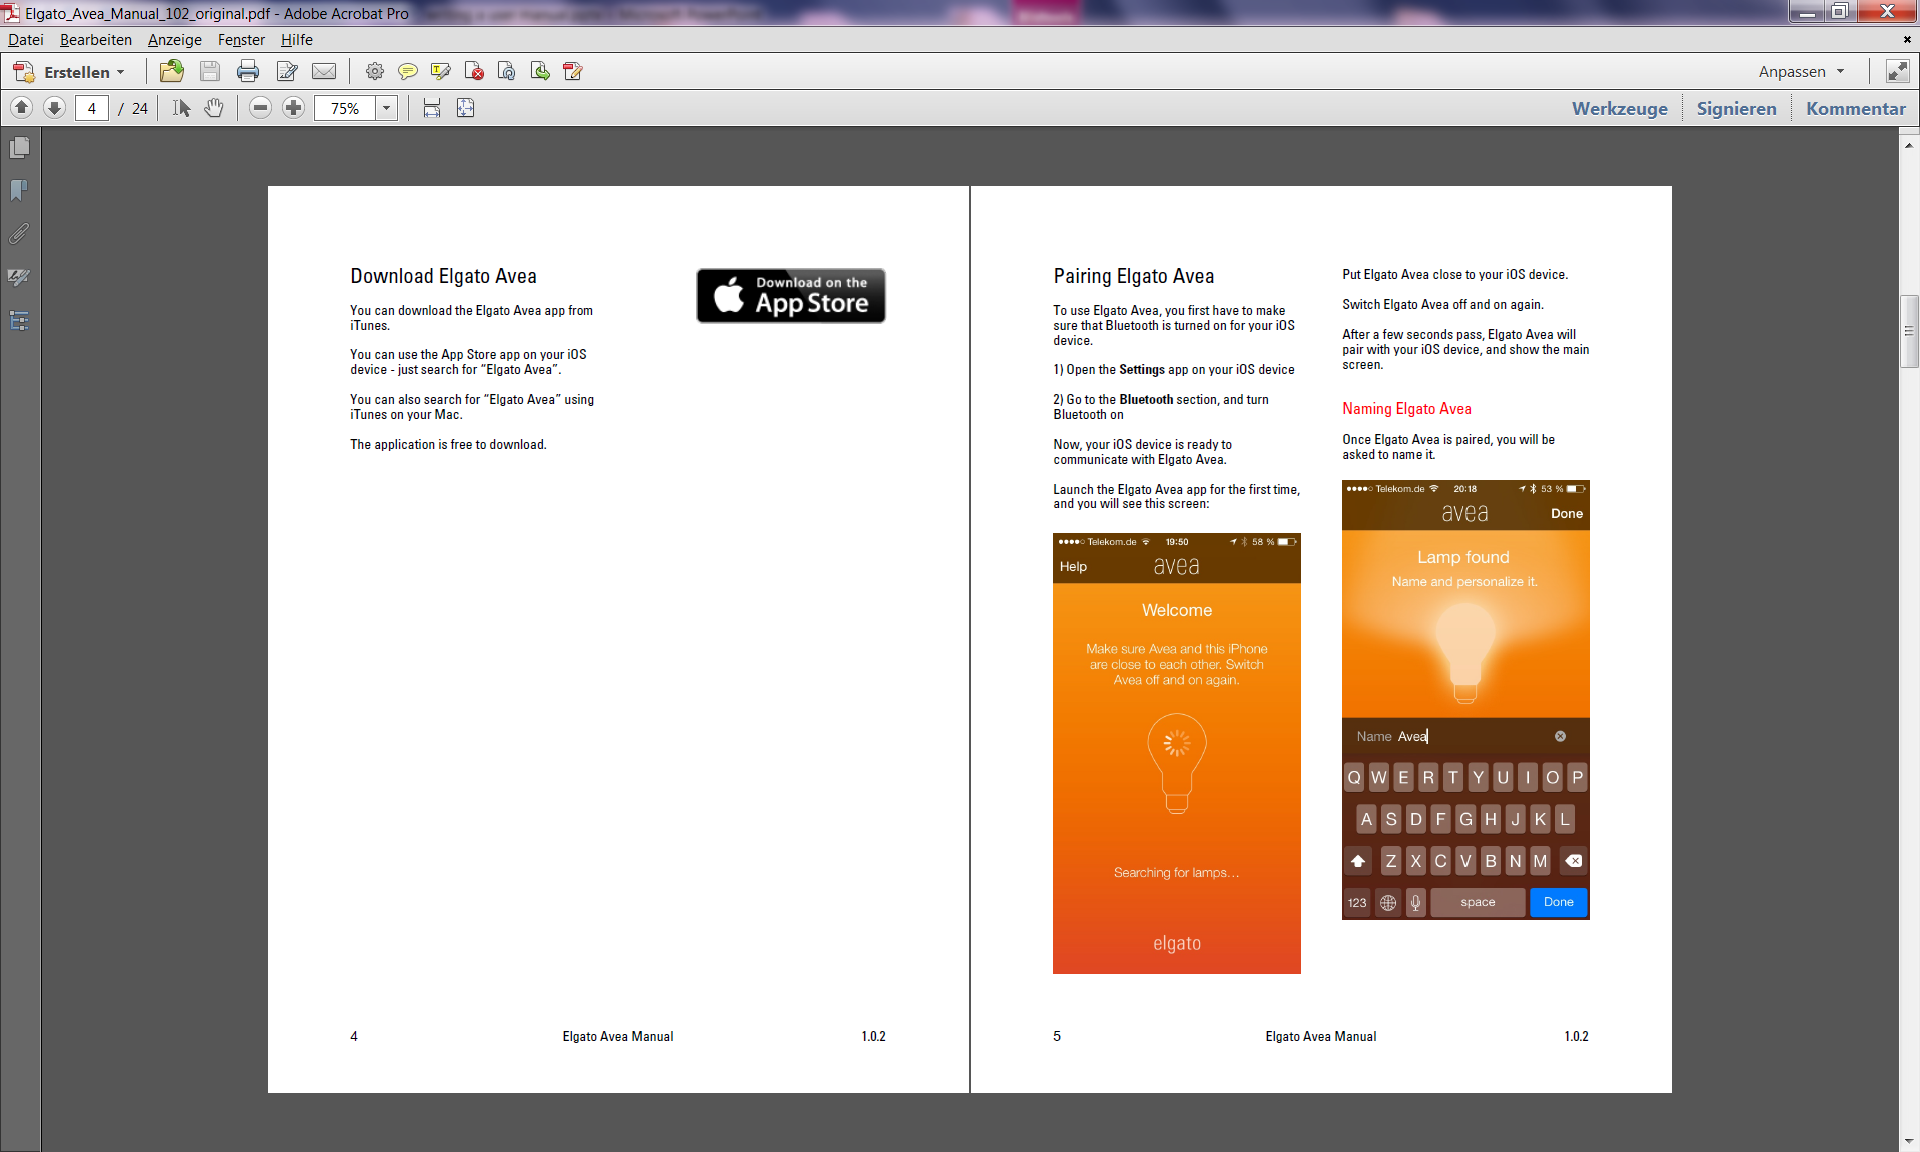 Elgato_Avea_Manual_102_original.pdf - Adobe Acrobat Pro
Datei Bearbeiten Anzeige Fenster Hilfe
Erstellen
Anpassen
4 / 24
75%
Werkzeuge Signieren Kommentar
Download Elgato Avea
You can download the Elgato Avea app from
iTunes.
You can use the App Store app on your iOS
device - just search for “Elgato Avea”.
You can also search for “Elgato Avea” using
iTunes on your Mac.
The application is free to download.
Download on the
App Store
4 Elgato Avea Manual 1.0.2
Pairing Elgato Avea
To use Elgato Avea, you first have to make
sure that Bluetooth is turned on for your iOS
device.
1) Open the Settings app on your iOS device
2) Go to the Bluetooth section, and turn
Bluetooth on
Now, your iOS device is ready to
communicate with Elgato Avea.
Launch the Elgato Avea app for the first time,
and you will see this screen:
Telekom.de 19:50 58 %
Help avea
Welcome
Make sure Avea and this iPhone
are close to each other. Switch
Avea off and on again.
Searching for lamps...
elgato
Put Elgato Avea close to your iOS device.
Switch Elgato Avea off and on again.
After a few seconds pass, Elgato Avea will
pair with your iOS device, and show the main
screen.
Naming Elgato Avea
Once Elgato Avea is paired, you will be
asked to name it.
Telekom.de 20:18 53 %
avea Done
Lamp found
Name and personalize it.
Name Avea
Q W E R T Y U I O P
A S D F G H J K L
Z X C V B N M
123 space Done
5 Elgato Avea Manual 1.0.2